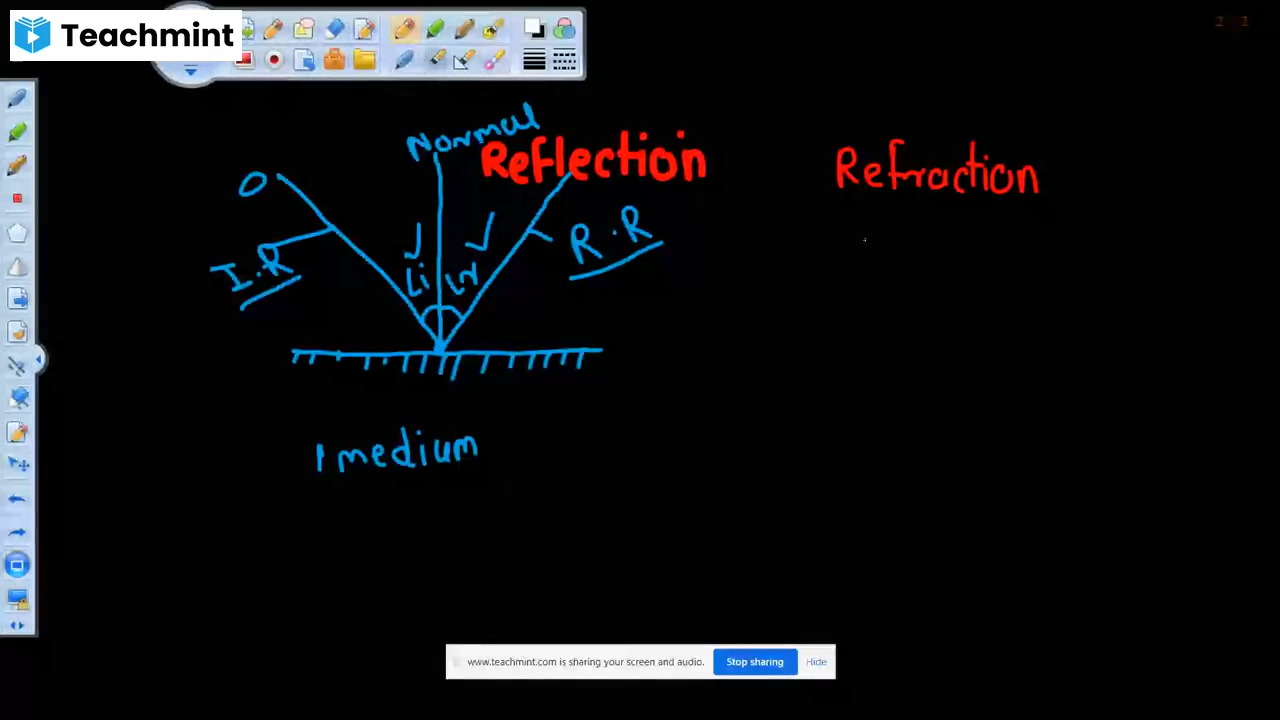 Teachmint
Normal
Reflection
Refraction
O
I.R
∠i
∠r
R.R
1 medium
www.teachmint.com is sharing your screen and audio.
Stop sharing
Hide